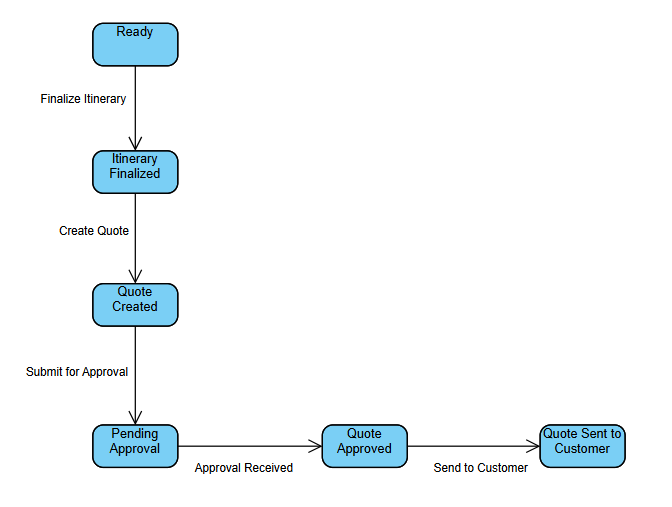 Ready
Finalize Itinerary
Itinerary
Finalized
Create Quote
Quote
Created
Submit for Approval
Pending
Approval
Approval Received
Quote
Approved
Send to Customer
Quote Sent to
Customer